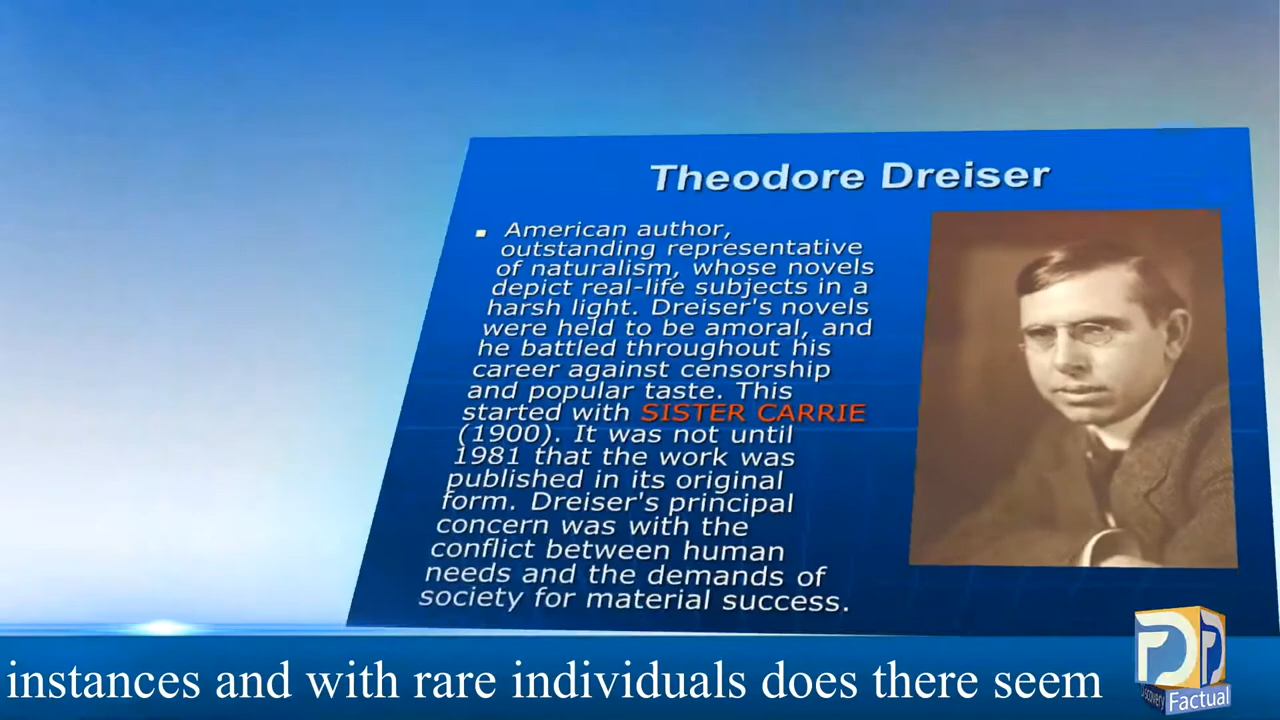 Theodore Dreiser
▪ American author,
outstanding representative
of naturalism, whose novels
depict real-life subjects in a
harsh light. Dreiser's novels
were held to be amoral, and
he battled throughout his
career against censorship
and popular taste. This
started with SISTER CARRIE
(1900). It was not until
1981 that the work was
published in its original
form. Dreiser's principal
concern was with the
conflict between human
needs and the demands of
society for material success.
instances and with rare individuals does there seem
Discovery Factual